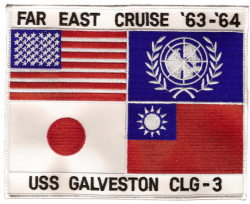 FAR EAST CRUISE '63-'64
USS GALVESTON CLG-3